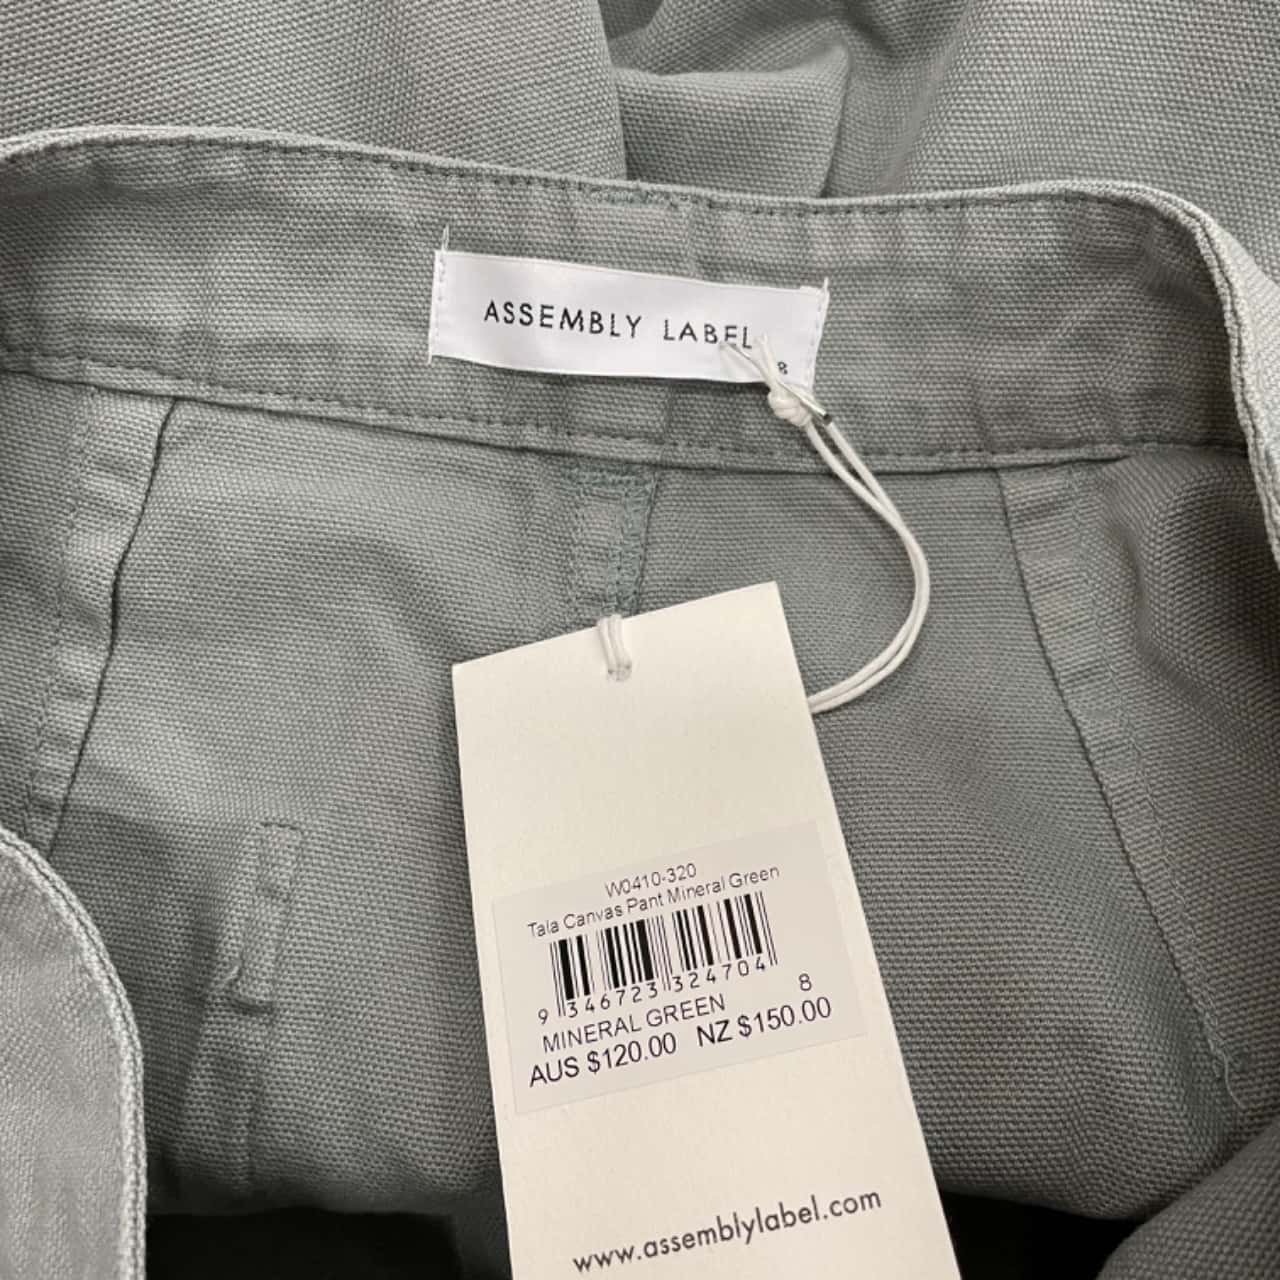 ASSEMBLY LABEL
8
W0410-320
Tala Canvas Pant Mineral Green
9 346723 324704
MINERAL GREEN 8
AUS $120.00 NZ $150.00
www.assemblylabel.com